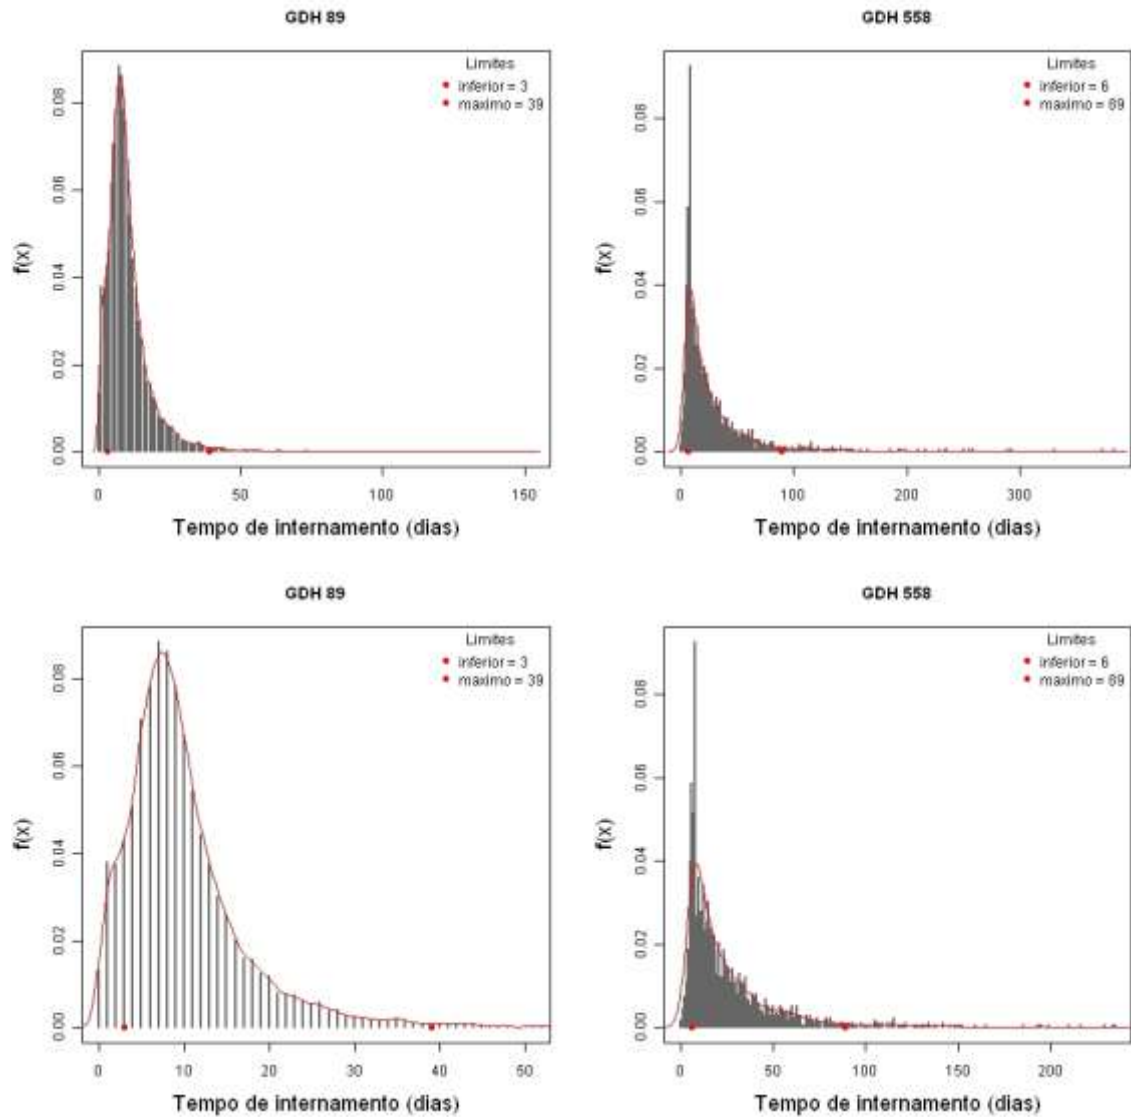 GDH 89
Limites
inferior = 3
maximo = 39
f(x)
0.08
0.06
0.04
0.02
0.00
0 50 100 150
Tempo de internamento (dias)
GDH 558
Limites
inferior = 6
maximo = 89
f(x)
0.08
0.06
0.04
0.02
0.00
0 100 200 300
Tempo de internamento (dias)
GDH 89
Limites
inferior = 3
maximo = 39
f(x)
0.08
0.06
0.04
0.02
0.00
0 10 20 30 40 50
Tempo de internamento (dias)
GDH 558
Limites
inferior = 6
maximo = 89
f(x)
0.08
0.06
0.04
0.02
0.00
0 50 100 150 200
Tempo de internamento (dias)